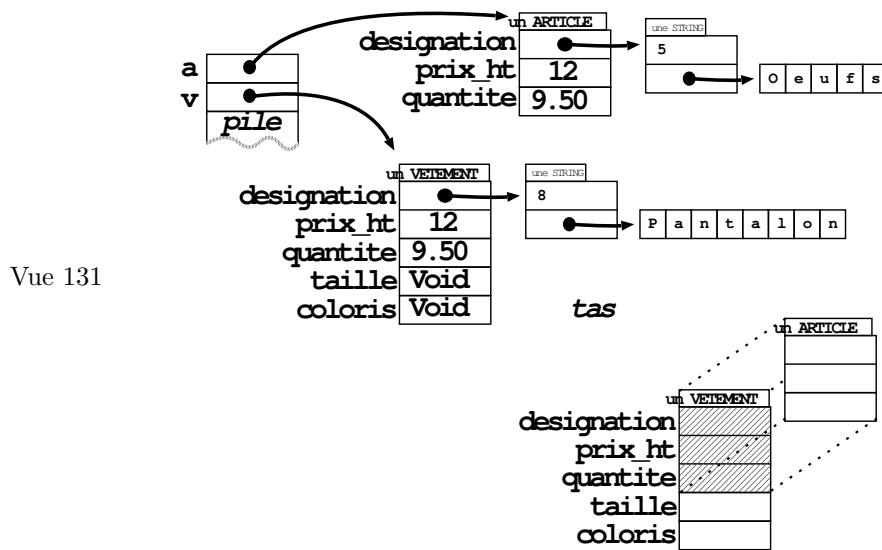 un ARTICLE
designation
prix_ht 12
quantite 9.50
une STRING
5
O e u f s
a
v
pile
un VETEMENT
designation
prix_ht 12
quantite 9.50
taille Void
coloris Void
une STRING
8
P a n t a l o n
Vue 131
tas
un ARTICLE
un VETEMENT
designation
prix_ht
quantite
taille
coloris